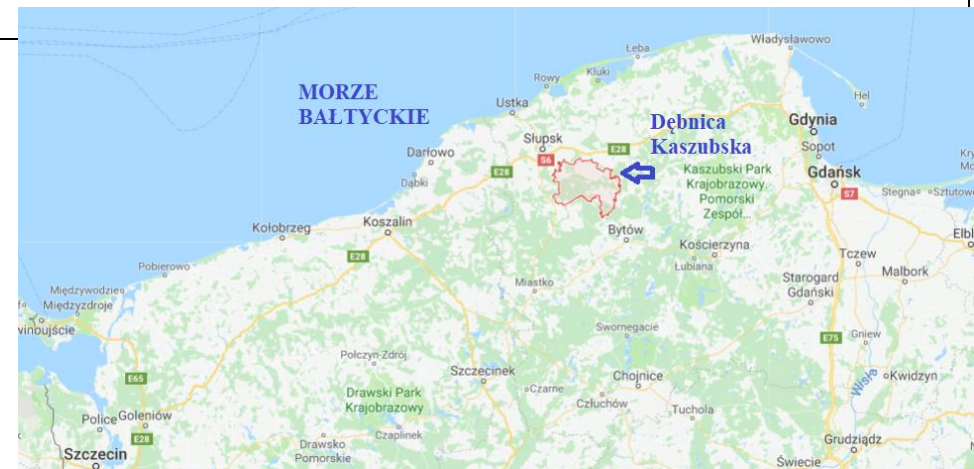 Władysławowo
Łeba
Kluki
Rowy
Hel
MORZE
BAŁTYCKIE
Ustka
Dębnica
Kaszubska
Gdynia
Słupsk
Sopot
Darłowo
S6
E28
Kaszubski Park
Krajobrazowy.
Pomorski
Zespół...
Gdańsk
S7
Dąbki
E28
Stegna
Sztutowo
Kołobrzeg
Koszalin
Bytów
Elbl
E28
Kościerzyna
Tczew
Pobierowo
Lubiana
Malbork
Międzywodzie
Miastko
Starogard
Gdański
Międzyzdroje
winoujście
Swornegacie
E75
Gniew
Połczyn-Zdrój
Szczecinek
Chojnice
Wisła
Kwidzyn
E65
Drawski Park
Krajobrazowy
Czarne
Człuchów
Tuchola
Police
Goleniów
Czaplinek
E28
Drawsko
Pomorskie
Grudziądz
Szczecin
Świecie